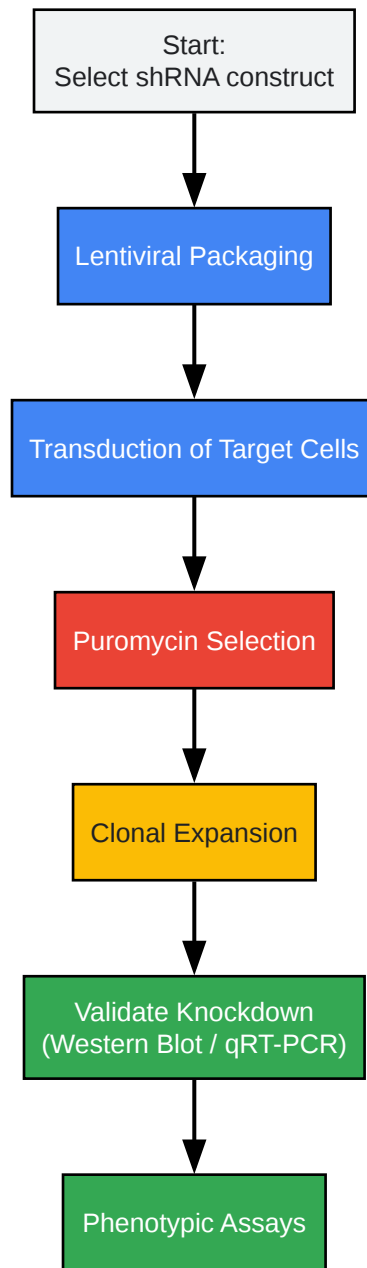 Start:
Select shRNA construct
Lentiviral Packaging
Transduction of Target Cells
Puromycin Selection
Clonal Expansion
Validate Knockdown
(Western Blot / qRT-PCR)
Phenotypic Assays